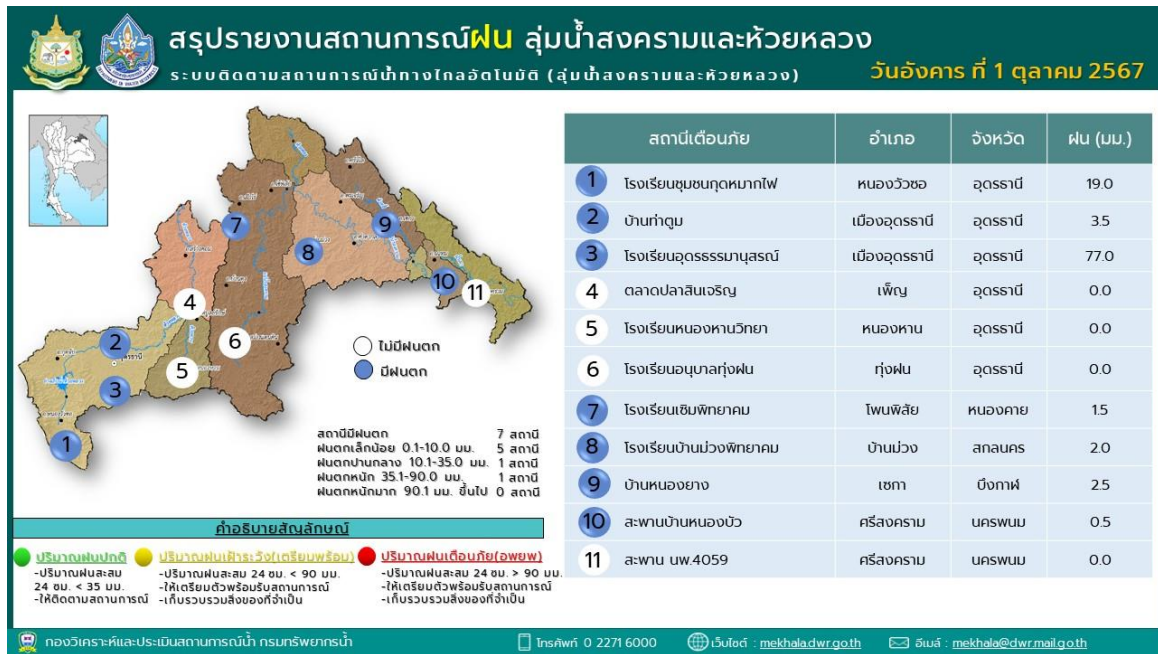 สรุปรายงานสถานการณ์ฝน ลุ่มน้ำสงครามและห้วยหลวง
ระบบติดตามสถานการณ์น้ำทางไกลอัตโนมัติ (ลุ่มน้ำสงครามและห้วยหลวง)
วันอังคาร ที่ 1 ตุลาคม 2567
สถานีเตือนภัย อำเภอ จังหวัด ฝน (มม.)
1 โรงเรียนชุมชนกุดหมากไฟ หนองวัวซอ อุดรธานี 19.0
2 บ้านท่าตูม เมืองอุดรธานี อุดรธานี 3.5
3 โรงเรียนอุดรธรรมานุสรณ์ เมืองอุดรธานี อุดรธานี 77.0
4 ตลาดปลาสินเจริญ เพ็ญ อุดรธานี 0.0
5 โรงเรียนหนองหานวิทยา หนองหาน อุดรธานี 0.0
6 โรงเรียนอนุบาลทุ่งฝน ทุ่งฝน อุดรธานี 0.0
7 โรงเรียนเซิมพิทยาคม โพนพิสัย หนองคาย 1.5
8 โรงเรียนบ้านม่วงพิทยาคม บ้านม่วง สกลนคร 2.0
9 บ้านหนองยาง เซกา บึงกาฬ 2.5
10 สะพานบ้านหนองบัว ศรีสงคราม นครพนม 0.5
11 สะพาน นพ.4059 ศรีสงคราม นครพนม 0.0
7
9
8
10
11
4
6
2
5
3
1
ไม่มีฝนตก
มีฝนตก
สถานีมีฝนตก 7 สถานี
ฝนตกเล็กน้อย 0.1-10.0 มม. 5 สถานี
ฝนตกปานกลาง 10.1-35.0 มม. 1 สถานี
ฝนตกหนัก 35.1-90.0 มม. 1 สถานี
ฝนตกหนักมาก 90.1 มม. ขึ้นไป 0 สถานี
คำอธิบายสัญลักษณ์
ปริมาณฝนปกติ
-ปริมาณฝนสะสม
24 ชม. < 35 มม.
-ให้ติดตามสถานการณ์
ปริมาณฝนเฝ้าระวัง(เตรียมพร้อม)
-ปริมาณฝนสะสม 24 ชม. < 90 มม.
-ให้เตรียมตัวพร้อมรับสถานการณ์
-เก็บรวบรวมสิ่งของที่จำเป็น
ปริมาณฝนเตือนภัย(อพยพ)
-ปริมาณฝนสะสม 24 ชม. > 90 มม.
-ให้เตรียมตัวพร้อมรับสถานการณ์
-เก็บรวบรวมสิ่งของที่จำเป็น
กองวิเคราะห์และประเมินสถานการณ์น้ำ กรมทรัพยากรน้ำ
โทรศัพท์ 0 2271 6000
เว็บไซต์ : mekhala.dwr.go.th
อีเมล์ : mekhala@dwr.mail.go.th